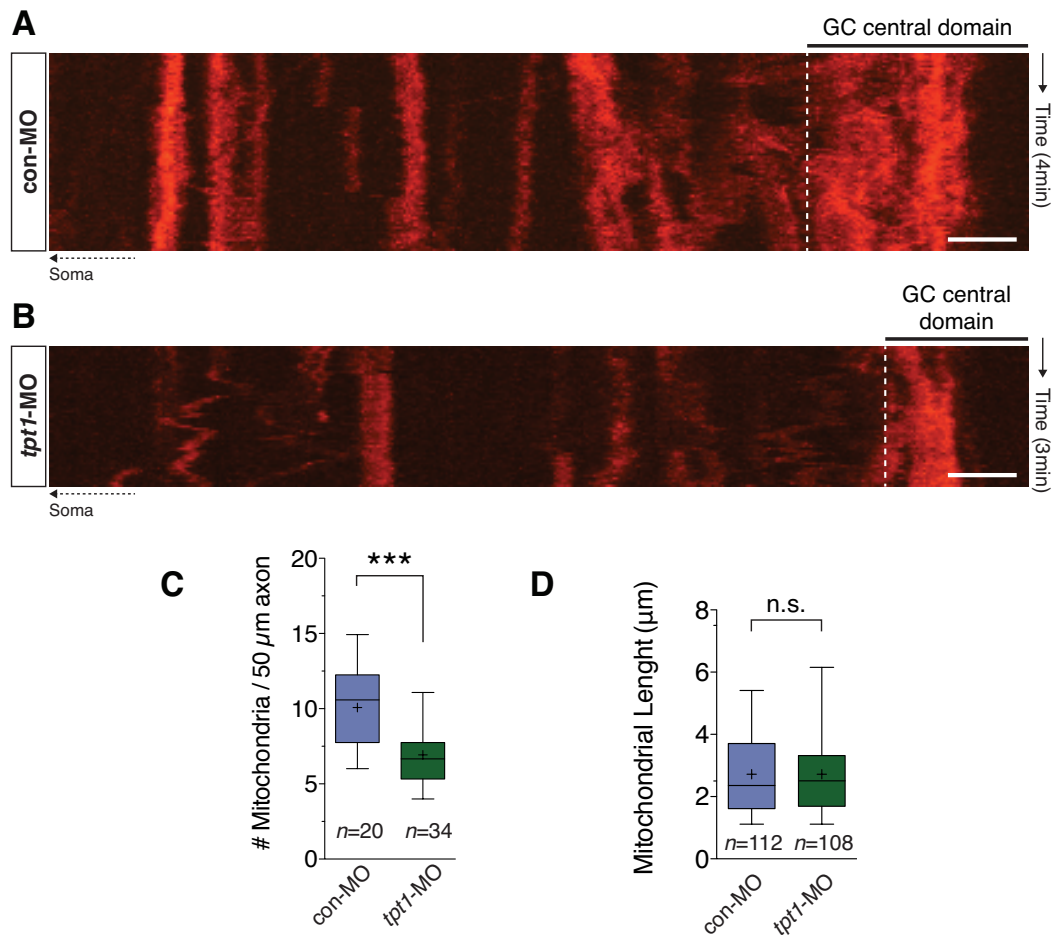 A
GC central domain
con-MO
Time (4min)
Soma
B
GC central
domain
tpt1-MO
Time (3min)
Soma
C
# Mitochondria / 50 µm axon
20
15
10
5
0
***
n=20
n=34
con-MO
tpt1-MO
D
Mitochondrial Lenght (µm)
8
6
4
2
0
n.s.
n=112
n=108
con-MO
tpt1-MO